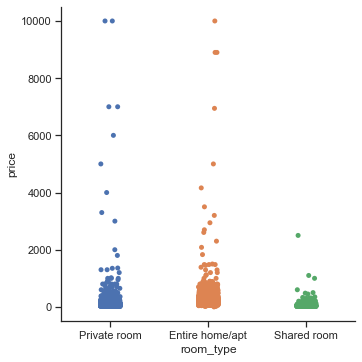 10000
8000
6000
4000
2000
0
price
Private room
Entire home/apt
Shared room
room_type